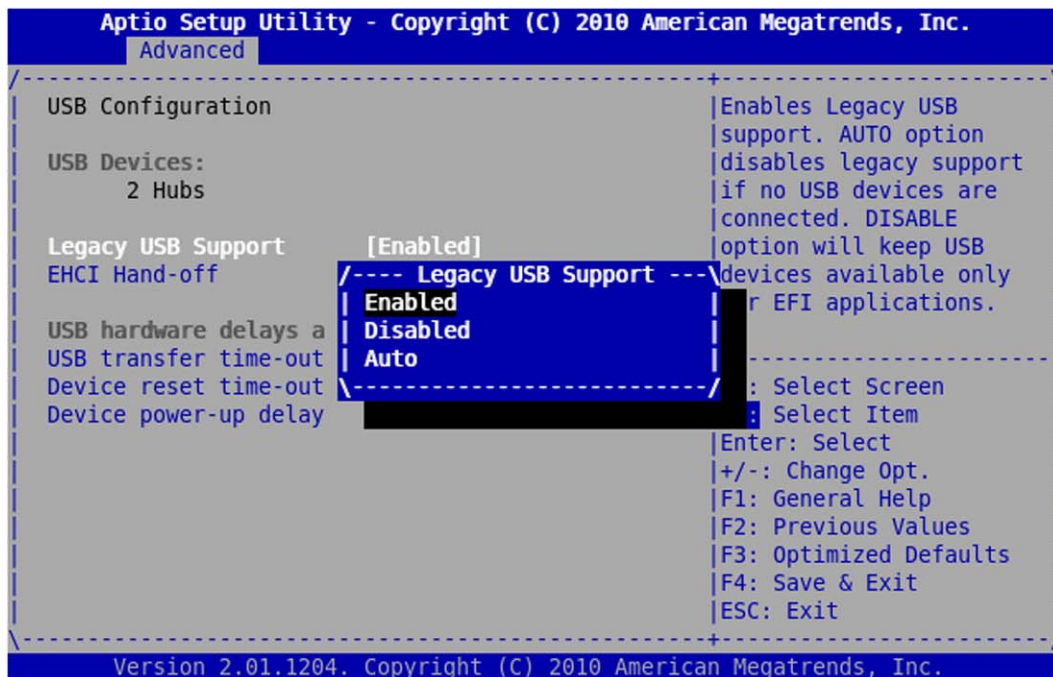 Aptio Setup Utility - Copyright (C) 2010 American Megatrends, Inc.
Advanced
USB Configuration
USB Devices:
2 Hubs
Legacy USB Support [Enabled]
EHCI Hand-off
USB hardware delays a
USB transfer time-out
Device reset time-out
Device power-up delay
---- Legacy USB Support ---
Enabled
Disabled
Auto
Enables Legacy USB
support. AUTO option
disables legacy support
if no USB devices are
connected. DISABLE
option will keep USB
devices available only
r EFI applications.
: Select Screen
: Select Item
Enter: Select
+/-: Change Opt.
F1: General Help
F2: Previous Values
F3: Optimized Defaults
F4: Save & Exit
ESC: Exit
Version 2.01.1204. Copyright (C) 2010 American Megatrends, Inc.